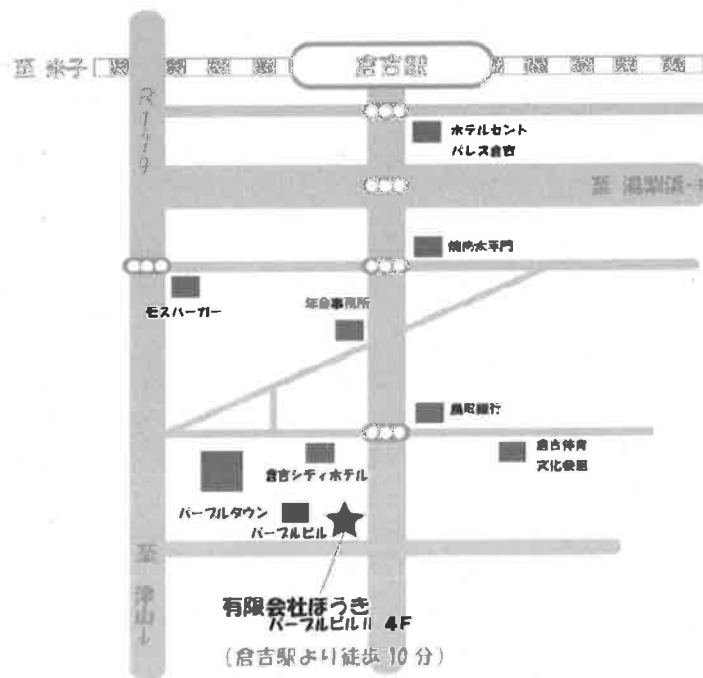 至 米子
倉吉駅
R179
ホテルセント
パレス倉吉
至 湯梨浜
焼肉水車門
モスバーガー
年金事務所
鳥取銀行
倉吉体育
文化会館
倉吉シティホテル
パープルタウン
パープルビル
至 津山↓
有限会社ほうき
パープルビルⅡ 4F
(倉吉駅より徒歩10分)